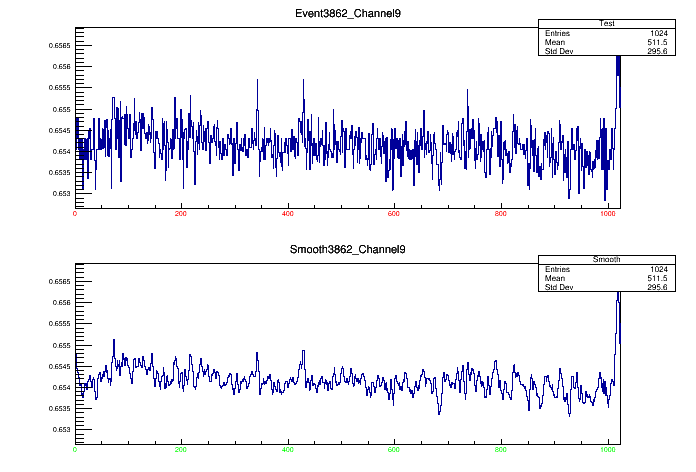 Event3862_Channel9
Test
Entries 1024
Mean 511.5
Std Dev 295.6
0.6565
0.656
0.6555
0.655
0.6545
0.654
0.6535
0.653
0 200 400 600 800 1000
Smooth3862_Channel9
Smooth
Entries 1024
Mean 511.5
Std Dev 295.6
0.6565
0.656
0.6555
0.655
0.6545
0.654
0.6535
0.653
0 200 400 600 800 1000